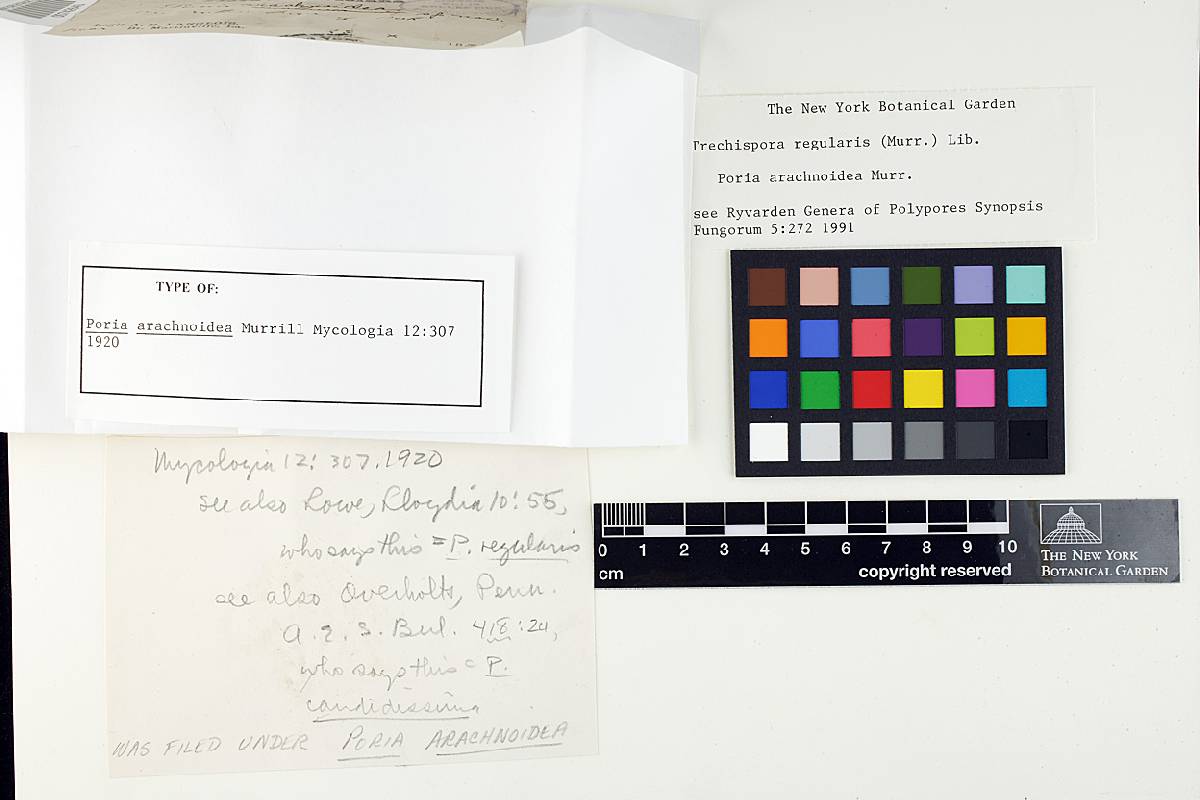 The New York Botanical Garden
Trechispora regularis (Murr.) Lib.
Poria arachnoidea Murr.
see Ryvarden Genera of Polypores Synopsis
Fungorum 5:272 1991
TYPE OF:
Poria arachnoidea Murrill Mycologia 12:307
1920
Mycologia 12: 307. 1920
see also Lowe, Lloydia 10: 55,
who says this = P. regularis
see also Overholts, Penn.
A. E. S. Bul. 418:24,
who says this = P.
candidissima
WAS FILED UNDER PORIA ARACHNOIDEA
0 1 2 3 4 5 6 7 8 9 10
cm
copyright reserved
THE NEW YORK
BOTANICAL GARDEN